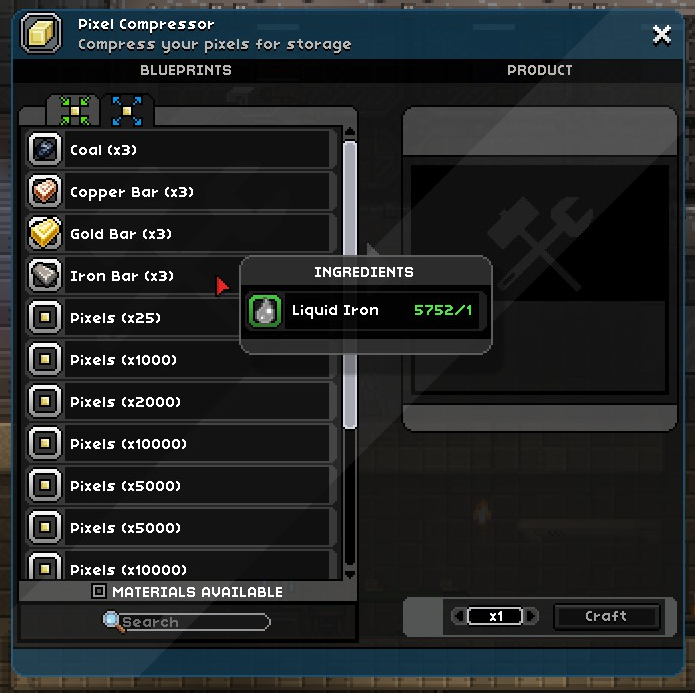 Pixel Compressor
Compress your pixels for storage
BLUEPRINTS
PRODUCT
Coal (x3)
Copper Bar (x3)
Gold Bar (x3)
Iron Bar (x3)
INGREDIENTS
Liquid Iron 5752/1
Pixels (x25)
Pixels (x1000)
Pixels (x2000)
Pixels (x10000)
Pixels (x5000)
Pixels (x5000)
Pixels (x10000)
MATERIALS AVAILABLE
Search
x1
Craft